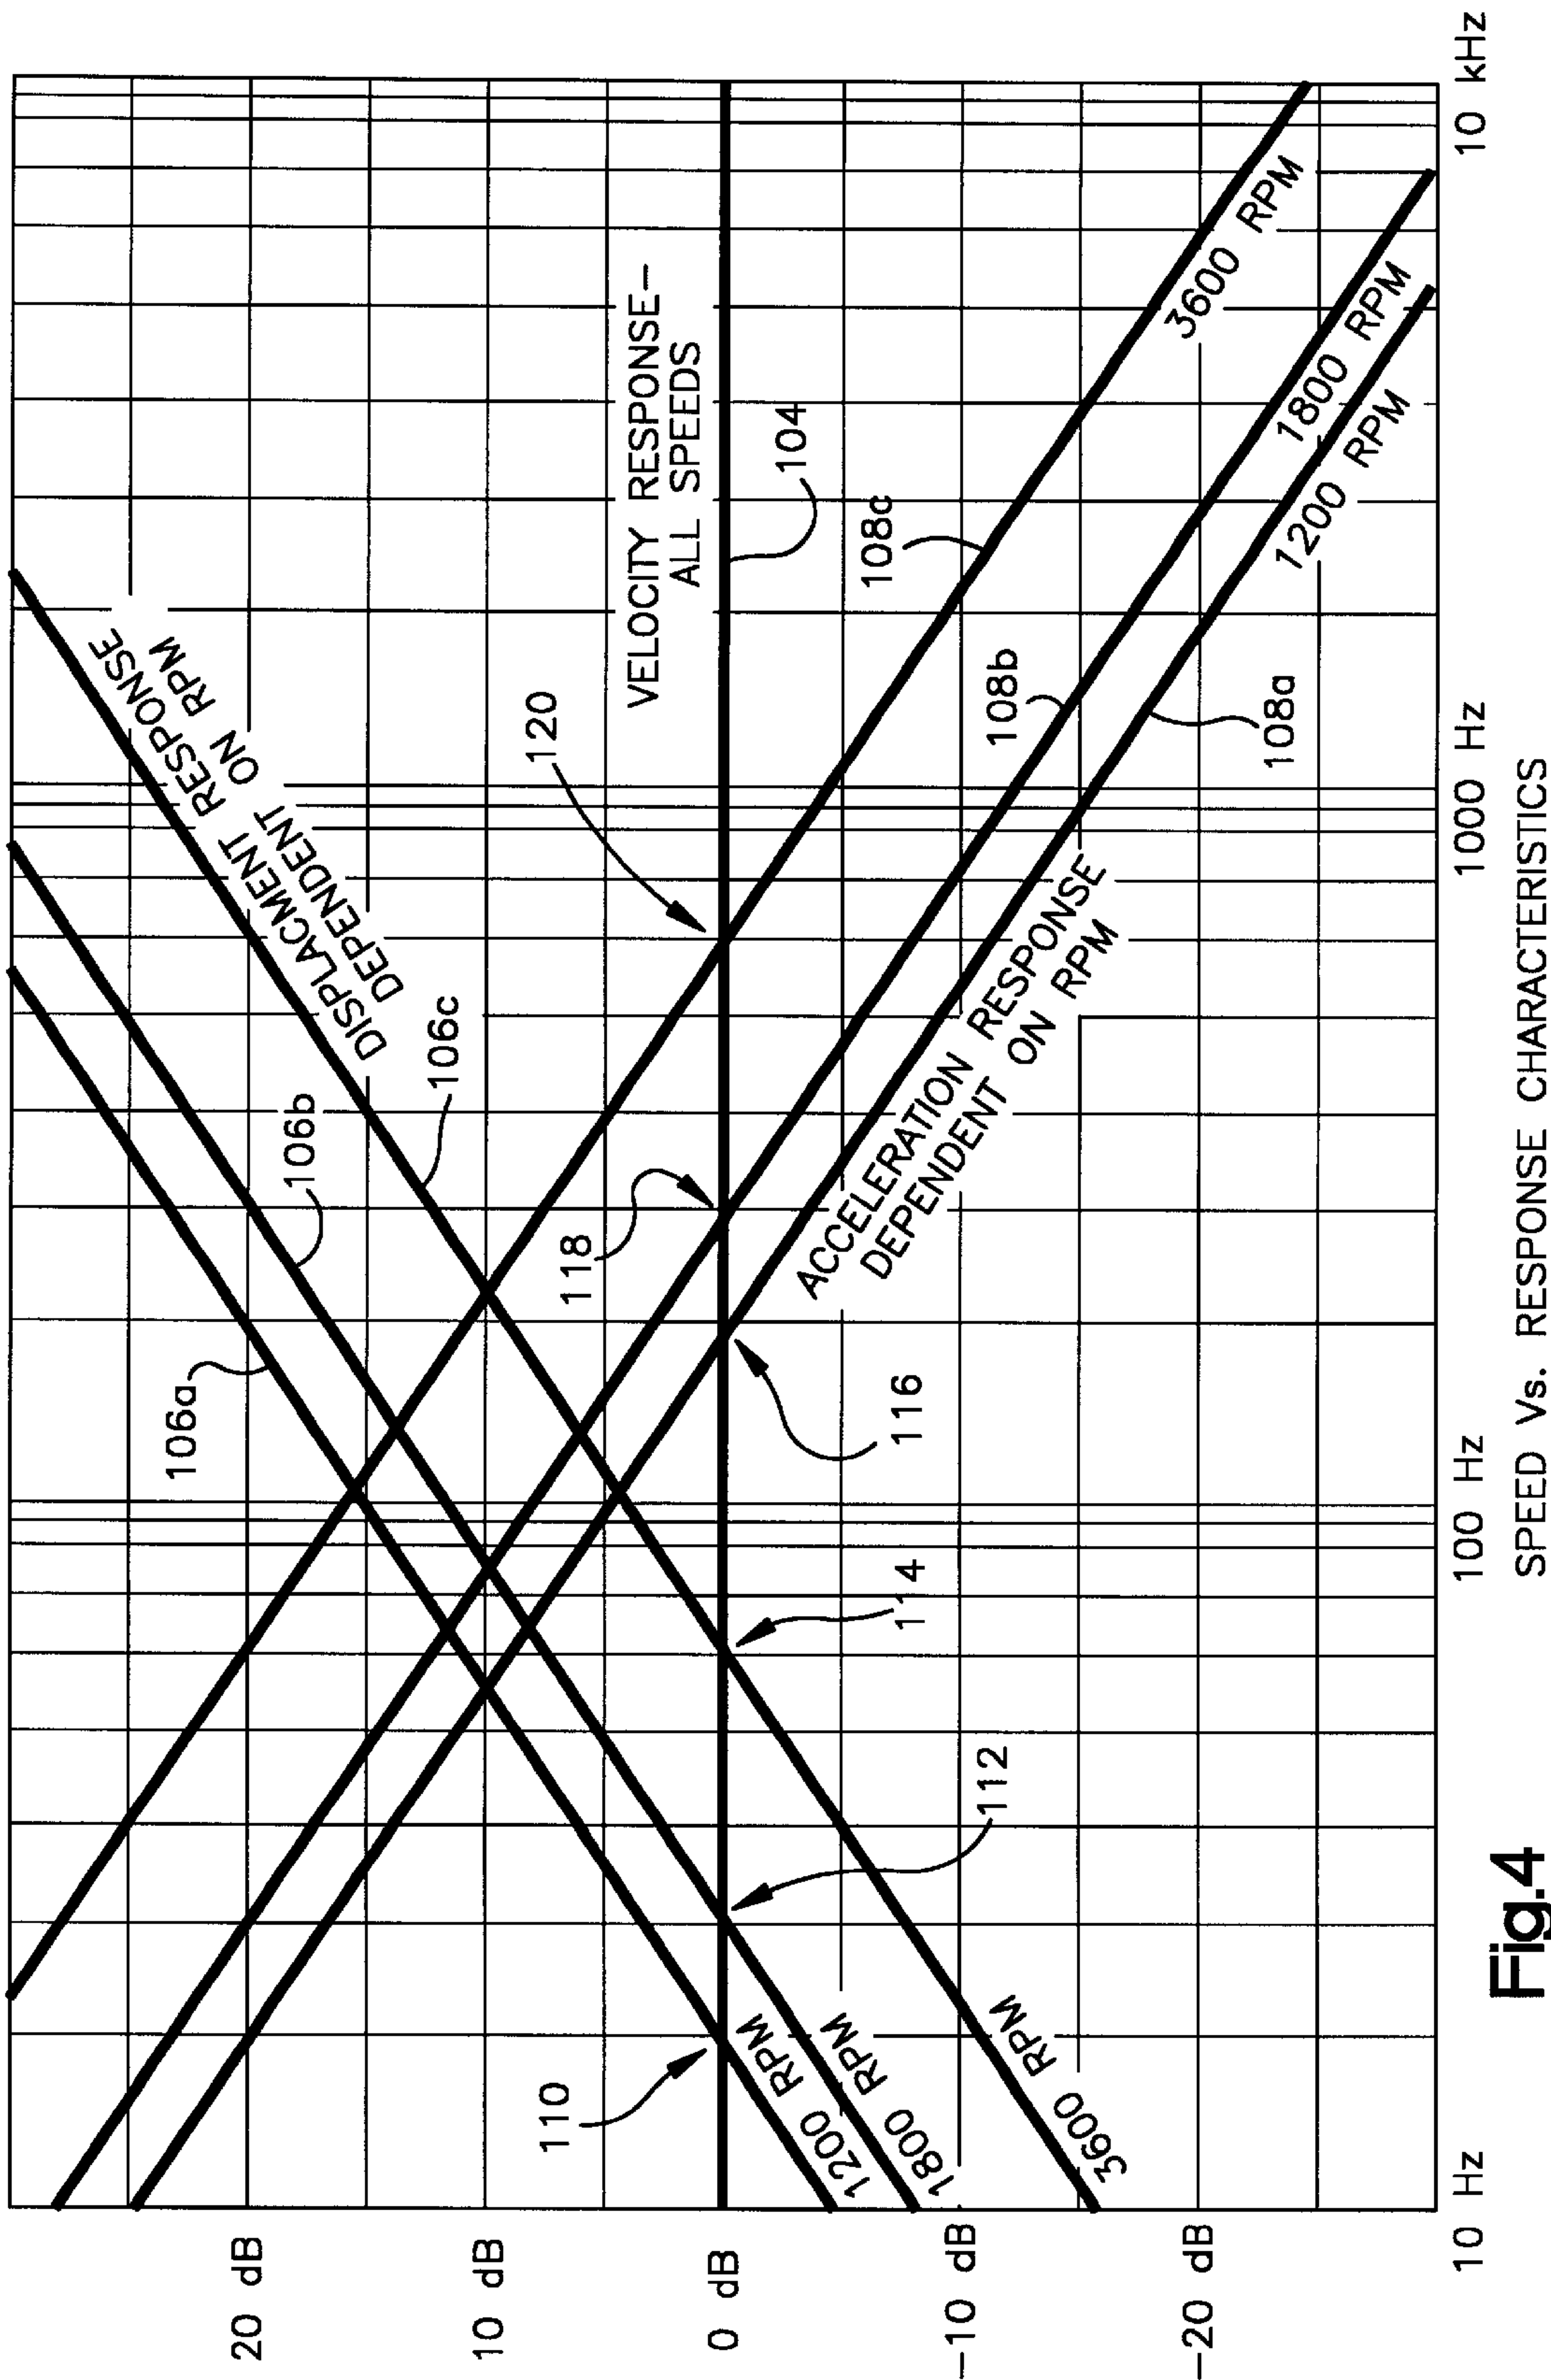 20 dB
10 dB
0 dB
-10 dB
-20 dB
10 Hz
100 Hz
1000 Hz
10 kHz
SPEED Vs. RESPONSE CHARACTERISTICS
Fig.4
DISPLACMENT RESPONSE
DEPENDENT ON RPM
VELOCITY RESPONSE-
ALL SPEEDS
ACCELERATION RESPONSE
DEPENDENT ON RPM
1200 RPM
1800 RPM
3600 RPM
3600 RPM
1800 RPM
1200 RPM
104
106a
106b
106c
108a
108b
108c
110
112
114
116
118
120